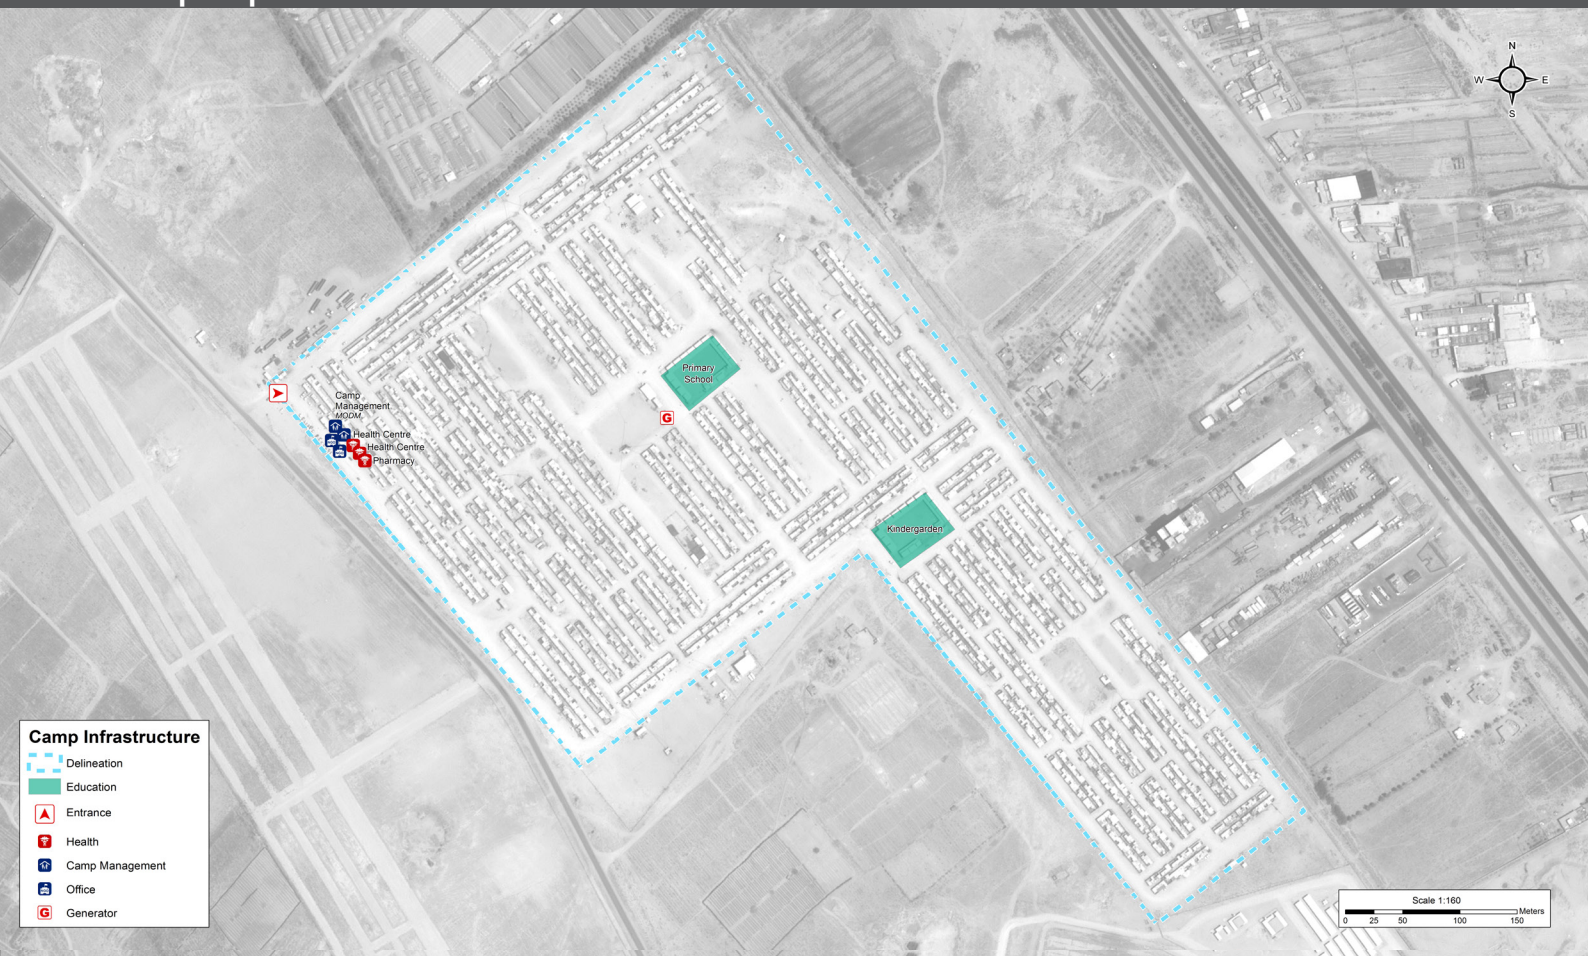 N
W E
S
Primary
School
G
Camp
Management
MODM
Health Centre
Health Centre
Pharmacy
Kindergarden
Camp Infrastructure
Delineation
Education
Entrance
Health
Camp Management
Office
G Generator
Scale 1:160
Meters
0 25 50 100 150